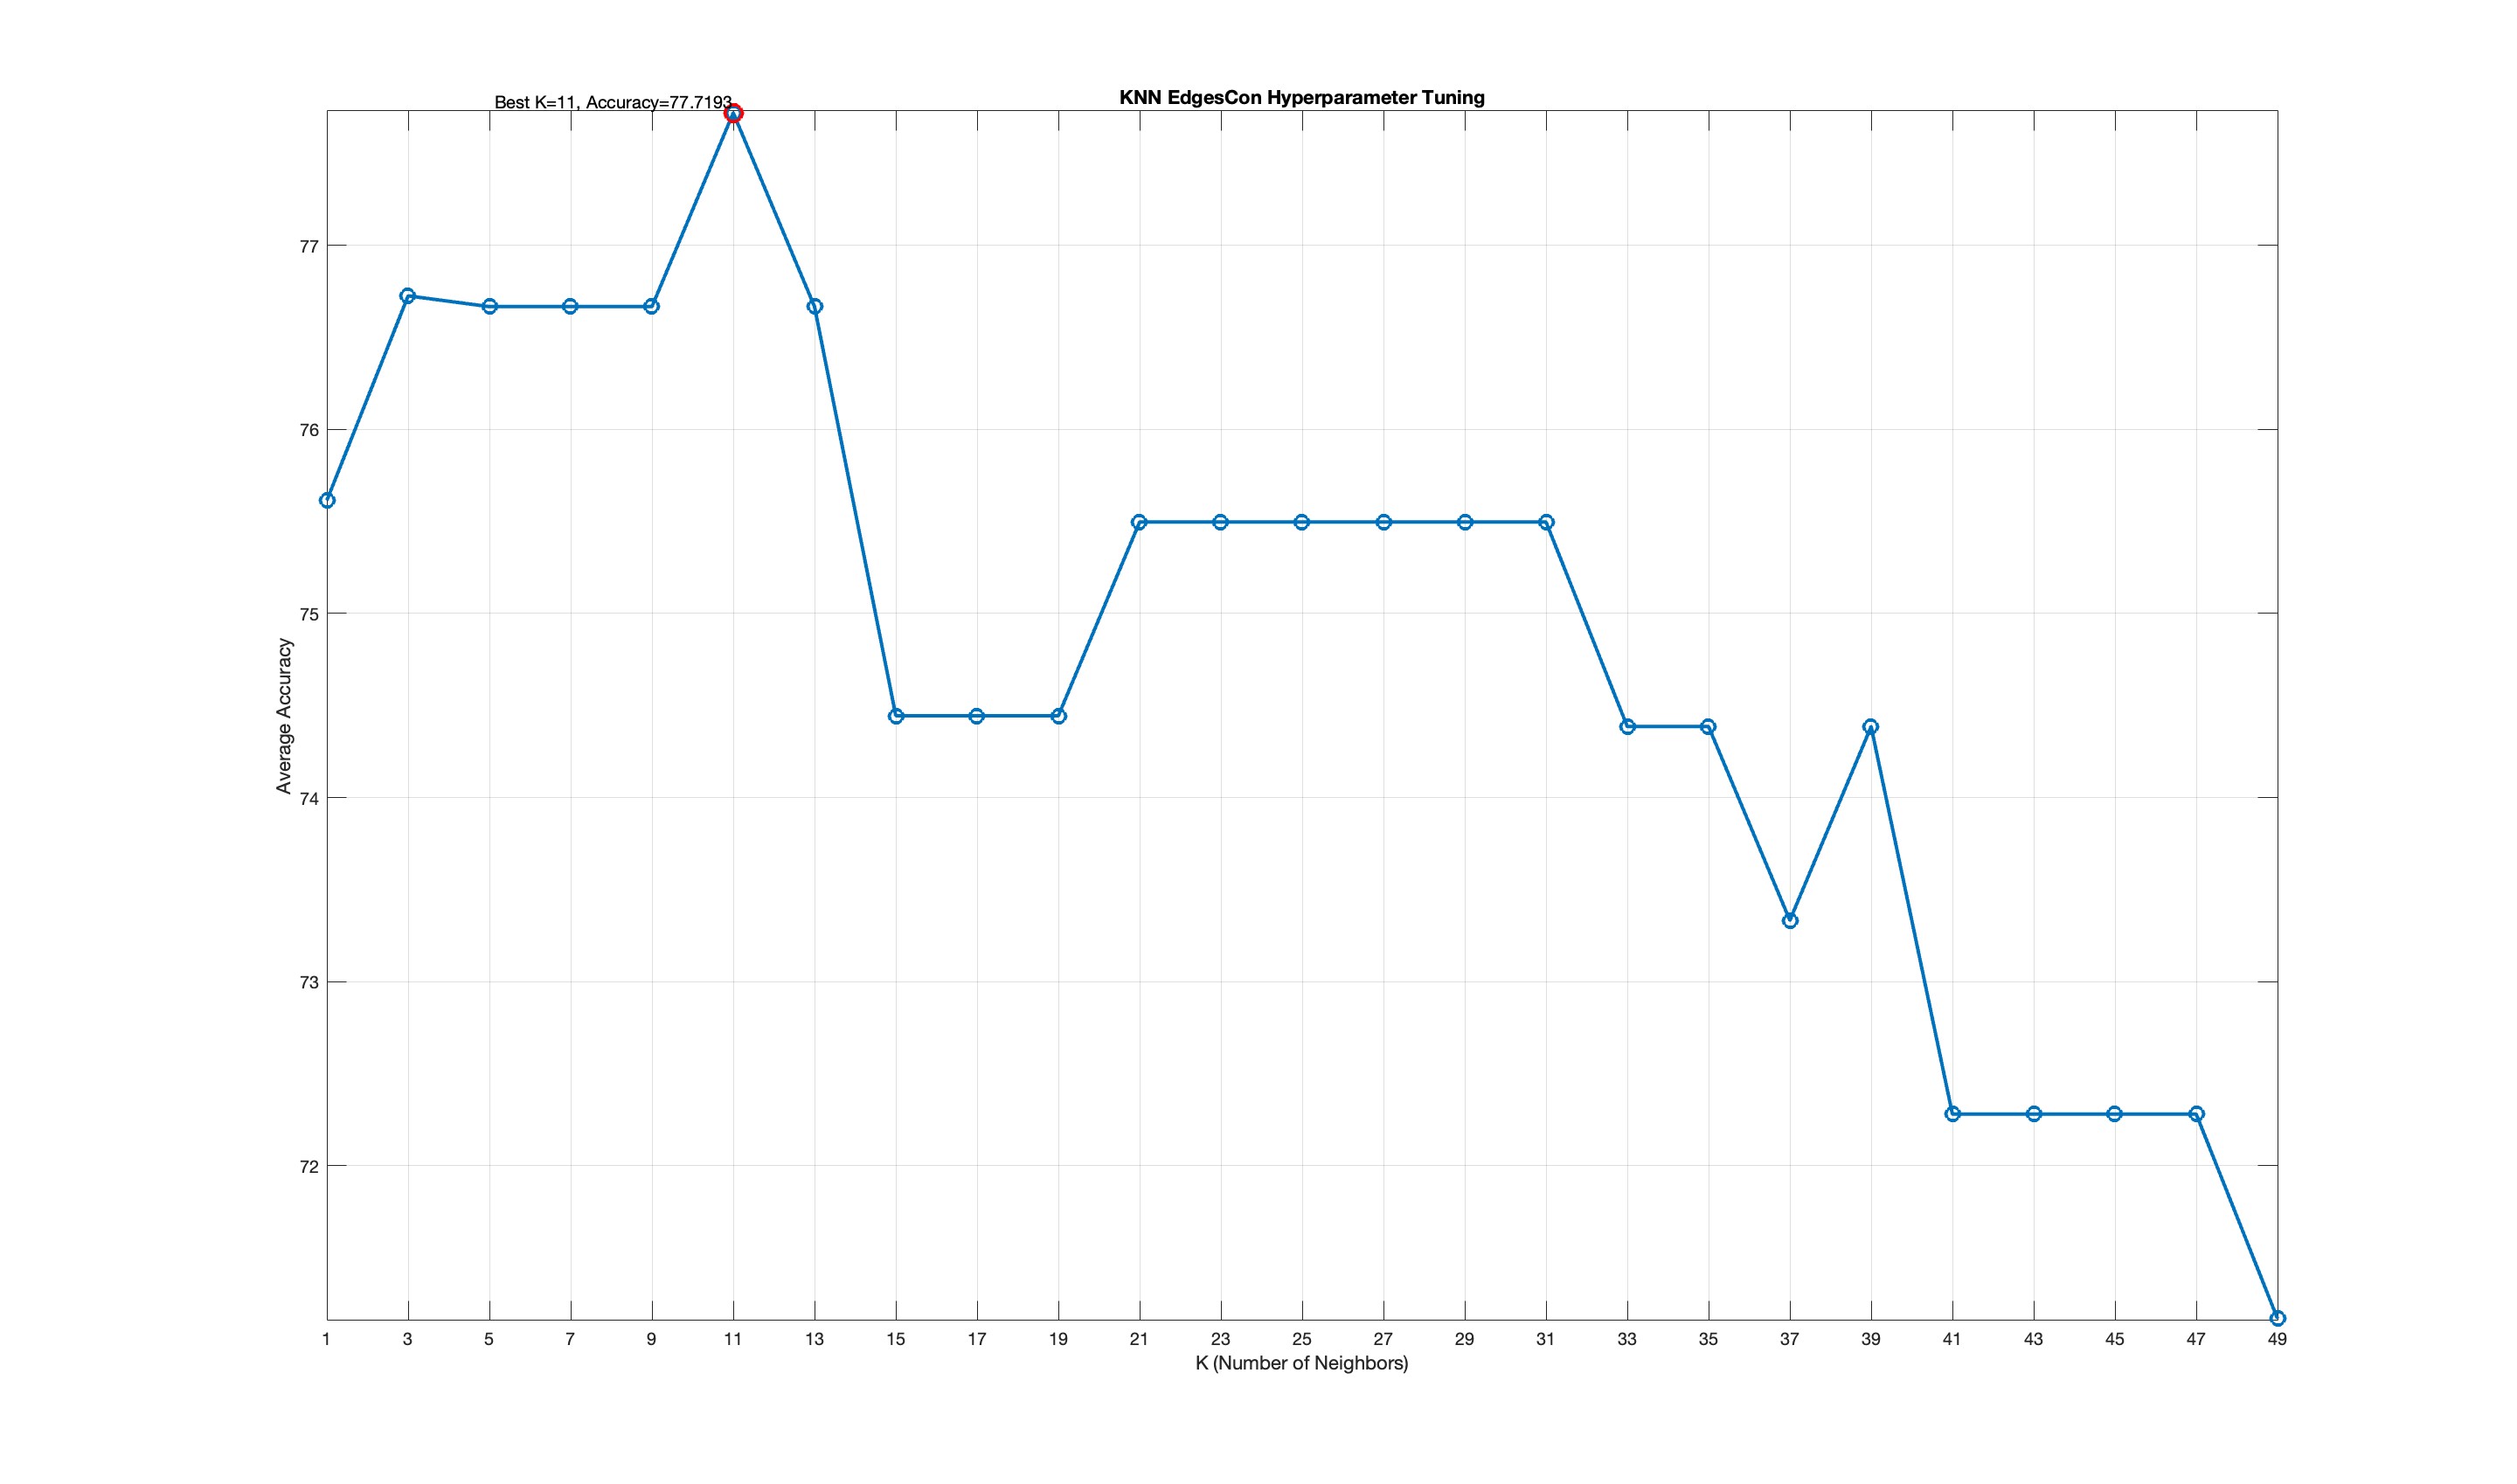 KNN EdgesCon Hyperparameter Tuning
Best K=11, Accuracy=77.7193
77
76
75
74
73
72
Average Accuracy
1 3 5 7 9 11 13 15 17 19 21 23 25 27 29 31 33 35 37 39 41 43 45 47 49
K (Number of Neighbors)